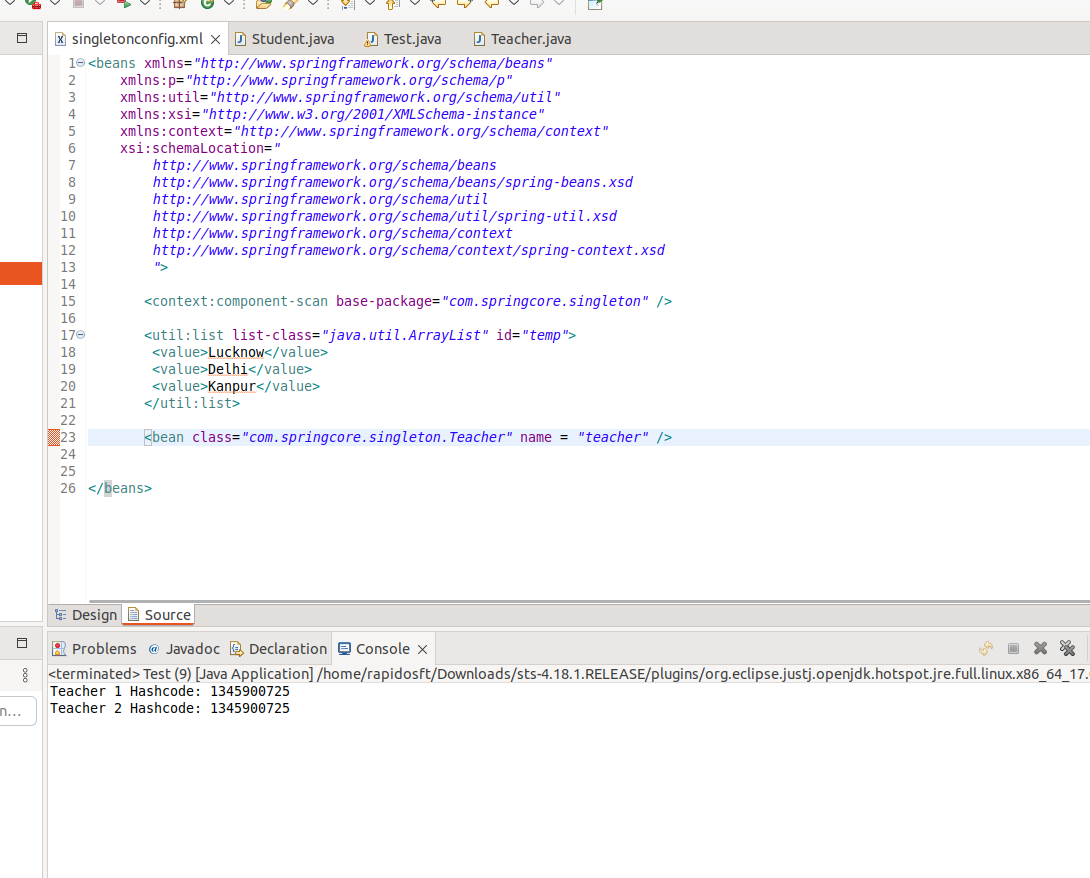 singletonconfig.xml Student.java Test.java Teacher.java
1 <beans xmlns="http://www.springframework.org/schema/beans"
2 xmlns:p="http://www.springframework.org/schema/p"
3 xmlns:util="http://www.springframework.org/schema/util"
4 xmlns:xsi="http://www.w3.org/2001/XMLSchema-instance"
5 xmlns:context="http://www.springframework.org/schema/context"
6 xsi:schemaLocation="
7 http://www.springframework.org/schema/beans
8 http://www.springframework.org/schema/beans/spring-beans.xsd
9 http://www.springframework.org/schema/util
10 http://www.springframework.org/schema/util/spring-util.xsd
11 http://www.springframework.org/schema/context
12 http://www.springframework.org/schema/context/spring-context.xsd
13 ">
14
15 <context:component-scan base-package="com.springcore.singleton" />
16
17 <util:list list-class="java.util.ArrayList" id="temp">
18 <value>Lucknow</value>
19 <value>Delhi</value>
20 <value>Kanpur</value>
21 </util:list>
22
23 <bean class="com.springcore.singleton.Teacher" name = "teacher" />
24
25
26 </beans>
Design Source
Problems @ Javadoc Declaration Console
<terminated> Test (9) [Java Application] /home/rapidosft/Downloads/sts-4.18.1.RELEASE/plugins/org.eclipse.justj.openjdk.hotspot.jre.full.linux.x86_64_17.
Teacher 1 Hashcode: 1345900725
n...
Teacher 2 Hashcode: 1345900725